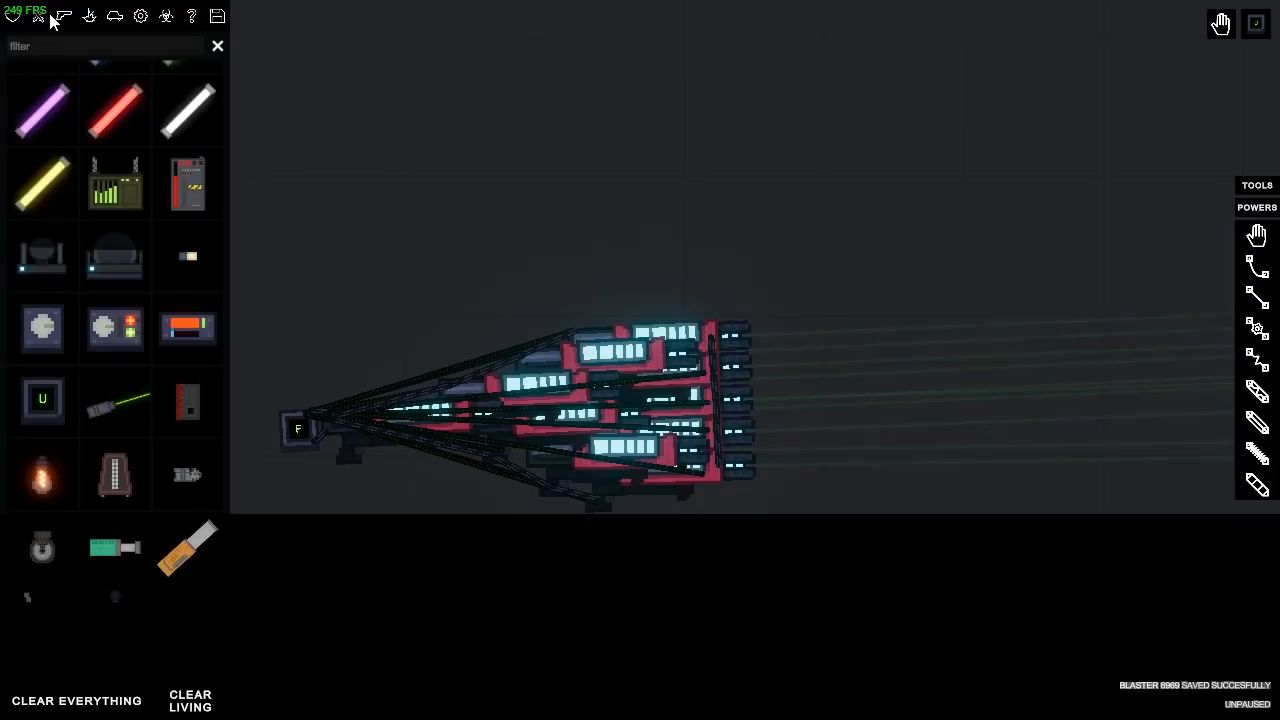 249 FPS
?
filter
U
TOOLS
POWERS
U
F
CLEAR EVERYTHING
CLEAR
LIVING
BLASTER 6969 SAVED SUCCESFULLY
UNPAUSED